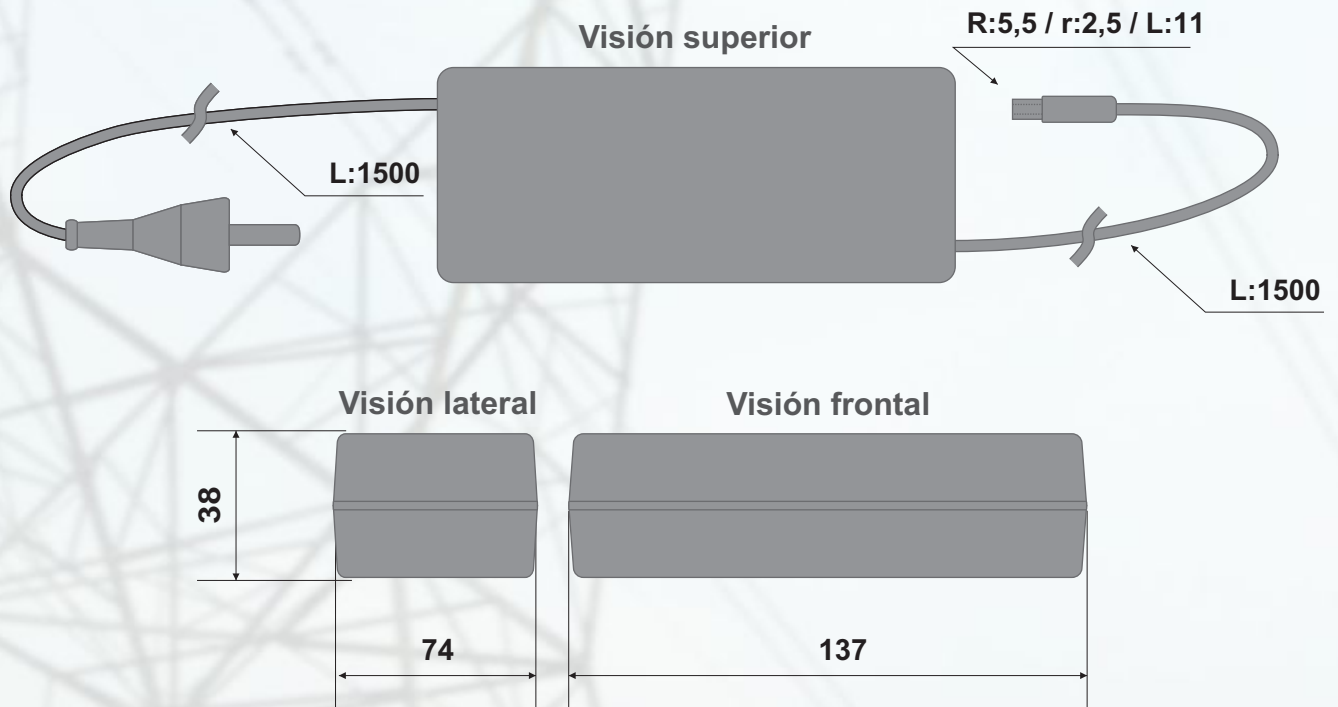 Visión superior
R:5,5 / r:2,5 / L:11
L:1500
L:1500
Visión lateral
Visión frontal
38
74
137